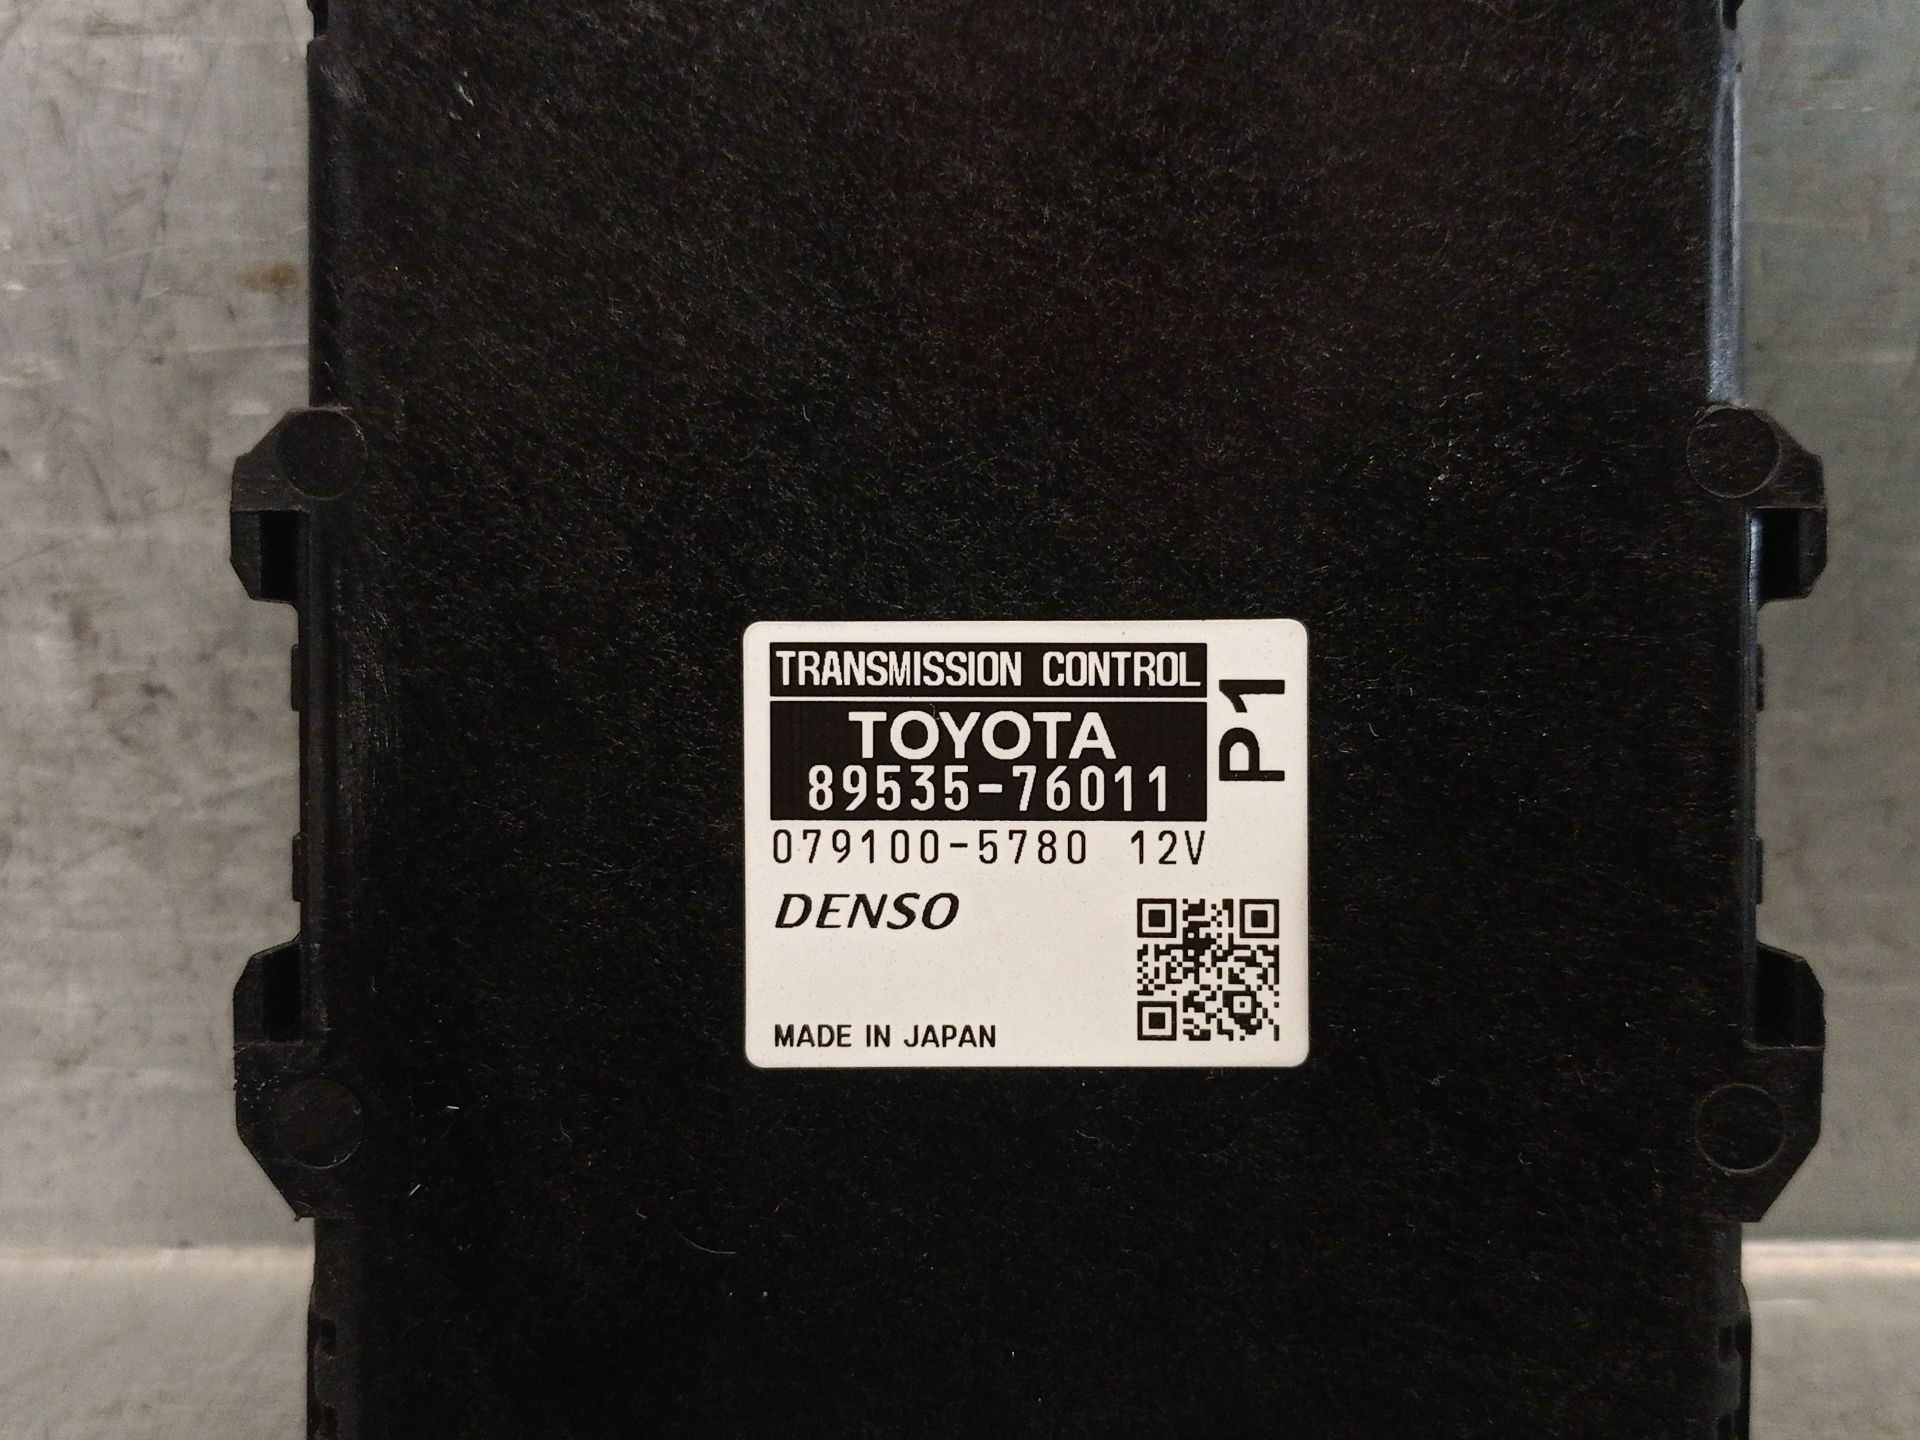 TRANSMISSION CONTROL
TOYOTA
89535-76011
P1
079100-5780 12V
DENSO
MADE IN JAPAN